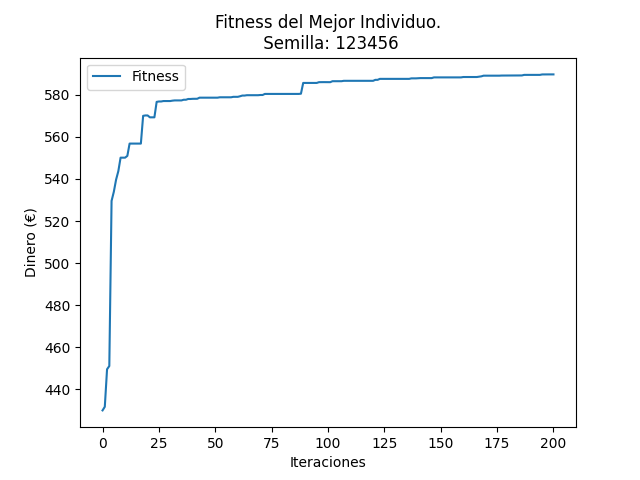 Fitness del Mejor Individuo.
Semilla: 123456
Fitness
580
560
540
520
500
480
460
440
Dinero (€)
0 25 50 75 100 125 150 175 200
Iteraciones